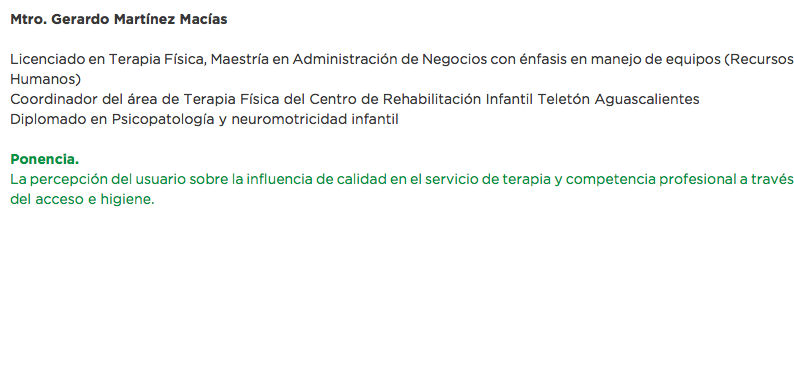 Mtro. Gerardo Martínez Macías
Licenciado en Terapia Física, Maestría en Administración de Negocios con énfasis en manejo de equipos (Recursos
Humanos)
Coordinador del área de Terapia Física del Centro de Rehabilitación Infantil Teletón Aguascalientes
Diplomado en Psicopatología y neuromotricidad infantil
Ponencia.
La percepción del usuario sobre la influencia de calidad en el servicio de terapia y competencia profesional a través
del acceso e higiene.